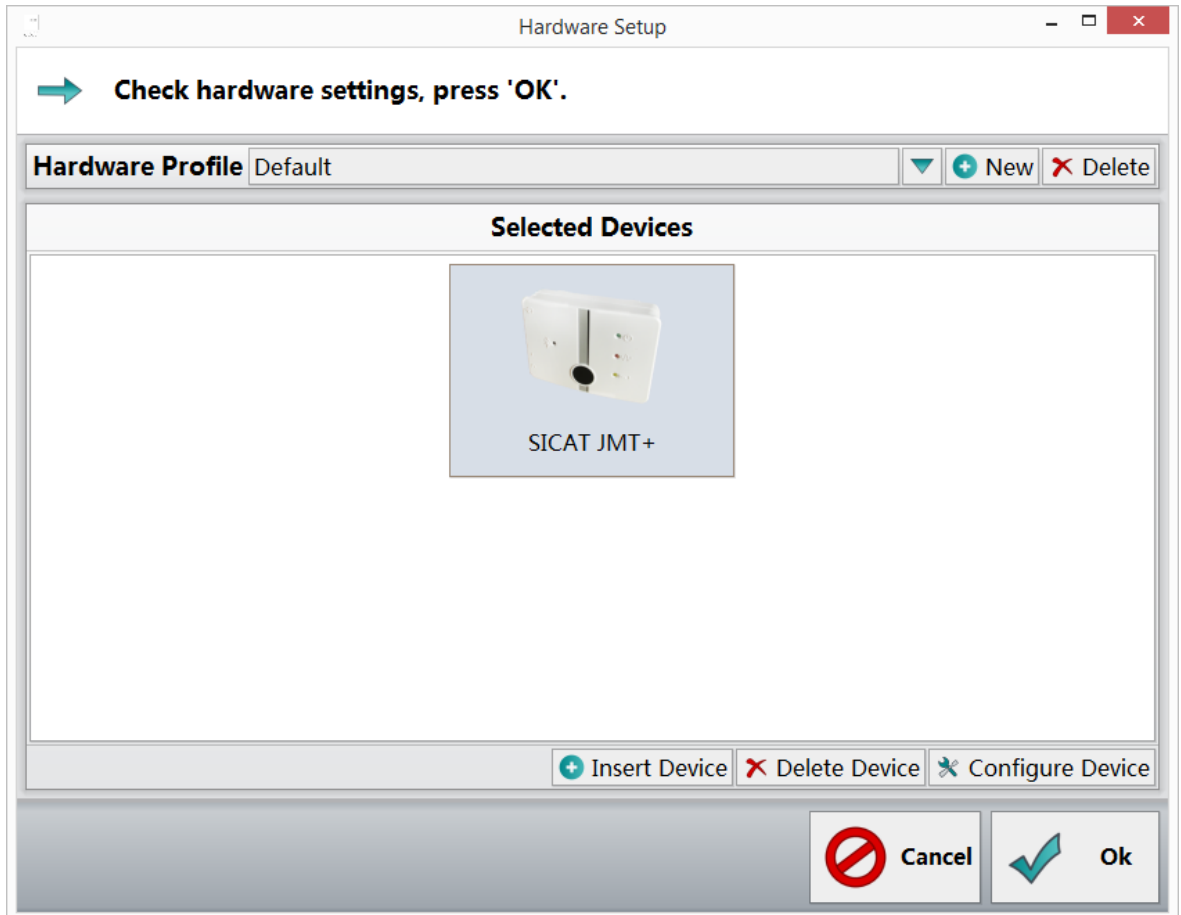 Hardware Setup
Check hardware settings, press 'OK'.
Hardware Profile Default New Delete
Selected Devices
SICAT JMT+
Insert Device Delete Device Configure Device
Cancel Ok